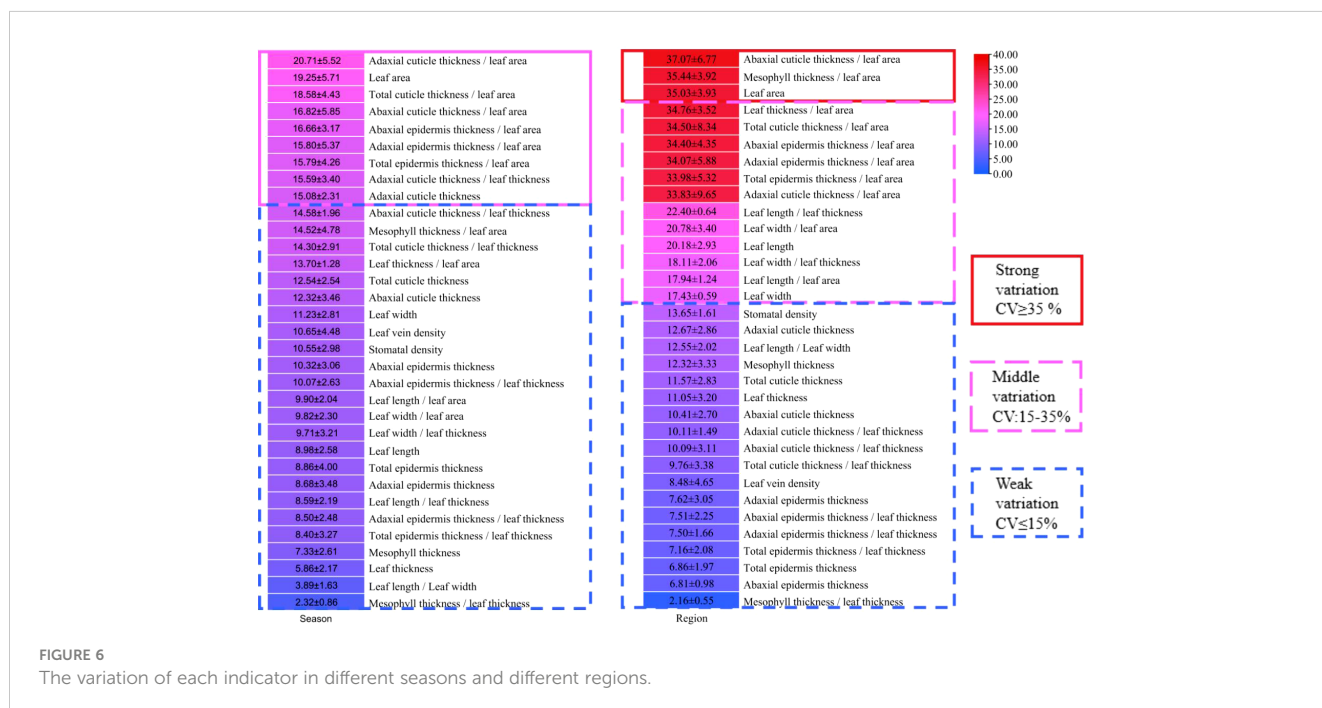 20.71±5.52 Adaxial cuticle thickness / leaf area
19.25±5.71 Leaf area
18.58±4.43 Total cuticle thickness / leaf area
16.82±5.85 Abaxial cuticle thickness / leaf area
16.66±3.17 Abaxial epidermis thickness / leaf area
15.80±5.37 Adaxial epidermis thickness / leaf area
15.79±4.26 Total epidermis thickness / leaf area
15.59±3.40 Adaxial cuticle thickness / leaf thickness
15.08±2.31 Adaxial cuticle thickness
14.58±1.96 Abaxial cuticle thickness / leaf thickness
14.52±4.78 Mesophyll thickness / leaf area
14.30±2.91 Total cuticle thickness / leaf thickness
13.70±1.28 Leaf thickness / leaf area
12.54±2.54 Total cuticle thickness
12.32±3.46 Abaxial cuticle thickness
11.23±2.81 Leaf width
10.65±4.48 Leaf vein density
10.55±2.98 Stomatal density
10.32±3.06 Abaxial epidermis thickness
10.07±2.63 Abaxial epidermis thickness / leaf thickness
9.90±2.04 Leaf length / leaf area
9.82±2.30 Leaf width / leaf area
9.71±3.21 Leaf width / leaf thickness
8.98±2.58 Leaf length
8.86±4.00 Total epidermis thickness
8.68±3.48 Adaxial epidermis thickness
8.59±2.19 Leaf length / leaf thickness
8.50±2.48 Adaxial epidermis thickness / leaf thickness
8.40±3.27 Total epidermis thickness / leaf thickness
7.33±2.61 Mesophyll thickness
5.86±2.17 Leaf thickness
3.89±1.63 Leaf length / Leaf width
2.32±0.86 Mesophyll thickness / leaf thickness
Season
37.07±6.77 Abaxial cuticle thickness / leaf area
35.44±3.92 Mesophyll thickness / leaf area
35.03±3.93 Leaf area
34.76±3.52 Leaf thickness / leaf area
34.50±8.34 Total cuticle thickness / leaf area
34.40±4.35 Abaxial epidermis thickness / leaf area
34.07±5.88 Adaxial epidermis thickness / leaf area
33.98±5.32 Total epidermis thickness / leaf area
33.83±9.65 Adaxial cuticle thickness / leaf area
22.40±0.64 Leaf length / leaf thickness
20.78±3.40 Leaf width / leaf area
20.18±2.93 Leaf length
18.11±2.06 Leaf width / leaf thickness
17.94±1.24 Leaf length / leaf area
17.43±0.59 Leaf width
13.65±1.61 Stomatal density
12.67±2.86 Adaxial cuticle thickness
12.55±2.02 Leaf length / Leaf width
12.32±3.33 Mesophyll thickness
11.57±2.83 Total cuticle thickness
11.05±3.20 Leaf thickness
10.41±2.70 Abaxial cuticle thickness
10.11±1.49 Adaxial cuticle thickness / leaf thickness
10.09±3.11 Abaxial cuticle thickness / leaf thickness
9.76±3.38 Total cuticle thickness / leaf thickness
8.48±4.65 Leaf vein density
7.62±3.05 Adaxial epidermis thickness
7.51±2.25 Abaxial epidermis thickness / leaf thickness
7.50±1.66 Adaxial epidermis thickness / leaf thickness
7.16±2.08 Total epidermis thickness / leaf thickness
6.86±1.97 Total epidermis thickness
6.81±0.98 Abaxial epidermis thickness
2.16±0.55 Mesophyll thickness / leaf thickness
Region
40.00
35.00
30.00
25.00
20.00
15.00
10.00
5.00
0.00
Strong
vatriation
CV≥35 %
Middle
vatriation
CV:15-35%
Weak
vatriation
CV≤15%
FIGURE 6
The variation of each indicator in different seasons and different regions.